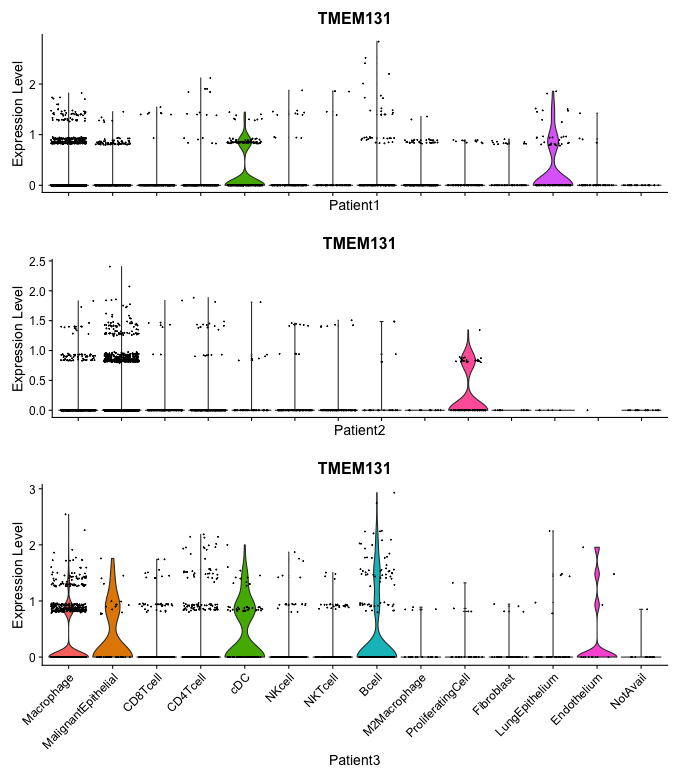 TMEM131
Expression Level
2
1
0
Patient1
TMEM131
Expression Level
2.5
2.0
1.5
1.0
0.5
0.0
Patient2
TMEM131
Expression Level
3
2
1
0
Macrophage
MalignantEpithelial
CD8Tcell
CD4Tcell
cDC
NKcell
NKTcell
Bcell
M2Macrophage
ProliferatingCell
Fibroblast
LungEpithelium
Endothelium
NotAvail
Patient3